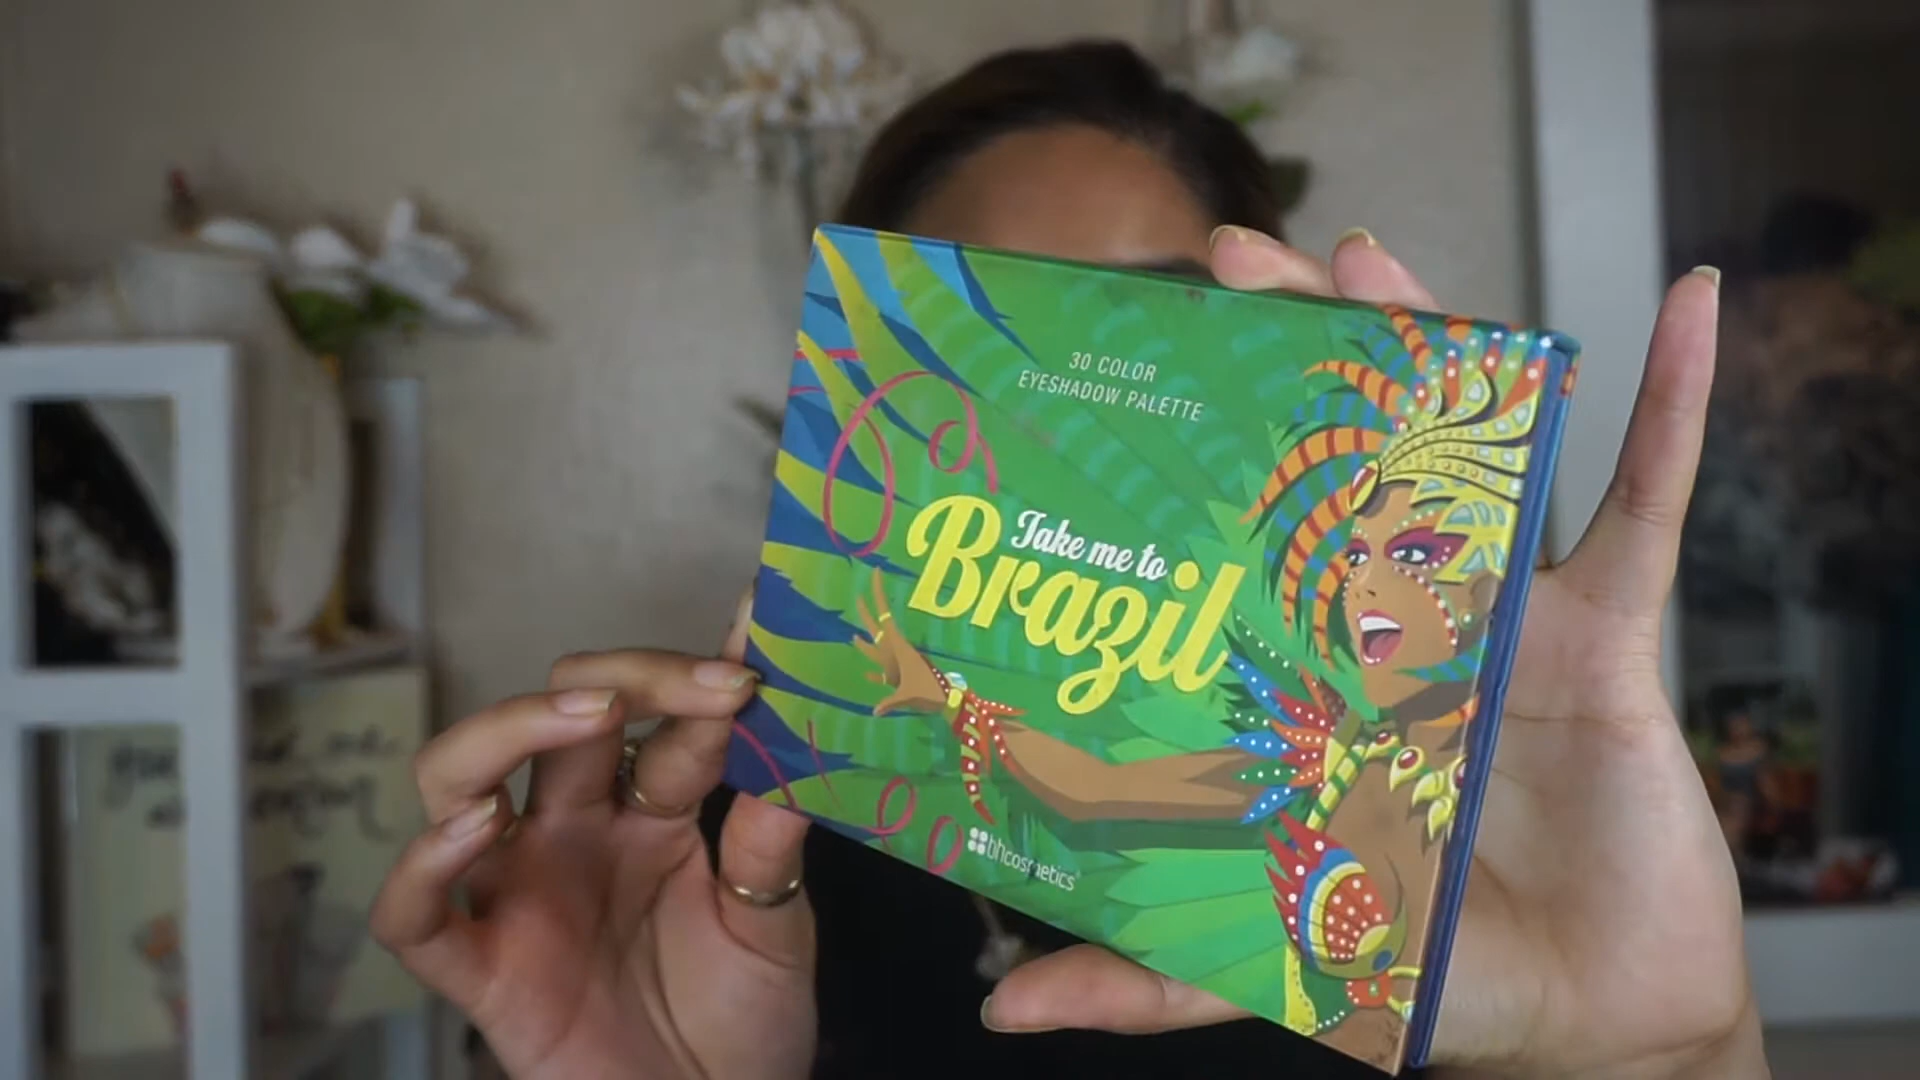 30 COLOR
EYESHADOW PALETTE
Take me to
Brazil
bhcosmetics